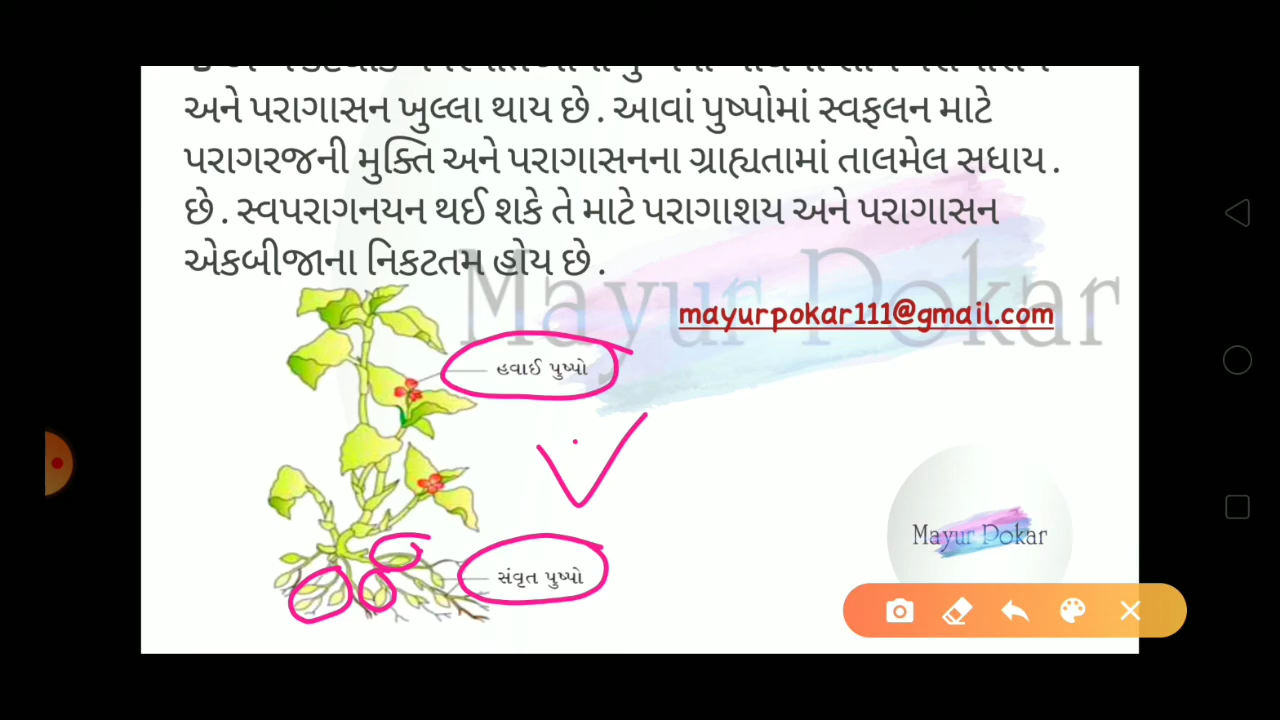 અને પરાગાસન ખુલ્લા થાય છે . આવાં પુષ્પોમાં સ્વફલન માટે
પરાગરજની મુક્તિ અને પરાગાસનના ગ્રાહ્યતામાં તાલમેલ સધાય .
છે . સ્વપરાગનયન થઈ શકે તે માટે પરાગાશય અને પરાગાસન
એકબીજાના નિકટતમ હોય છે .
Mayur Pokar
mayurpokar111@gmail.com
હવાઈ પુષ્પો
Mayur Pokar
સંવૃત પુષ્પો